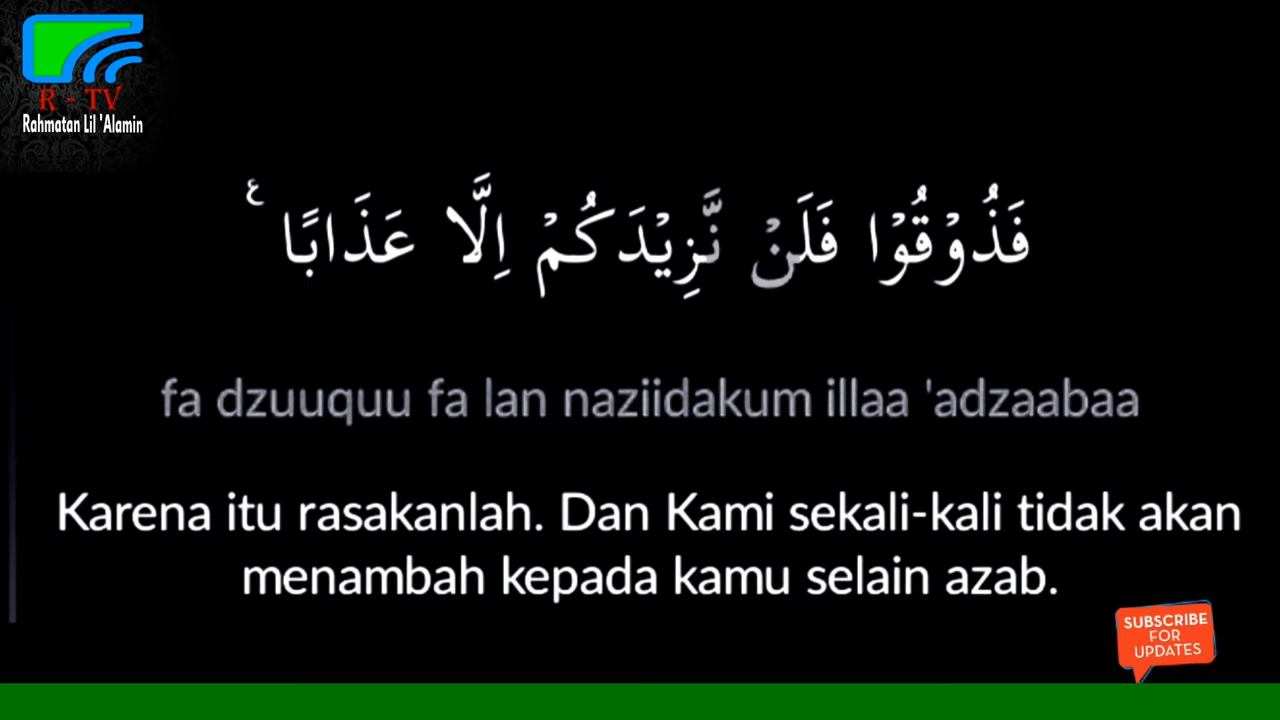 R - TV
Rahmatan Lil 'Alamin
فَذُوْقُوْا فَلَنْ نَّزِيْدَكُمْ اِلَّا عَذَابًا ࣖ
fa dzuuquu fa lan naziidakum illaa 'adzaabaa
Karena itu rasakanlah. Dan Kami sekali-kali tidak akan
menambah kepada kamu selain azab.
SUBSCRIBE
FOR
UPDATES